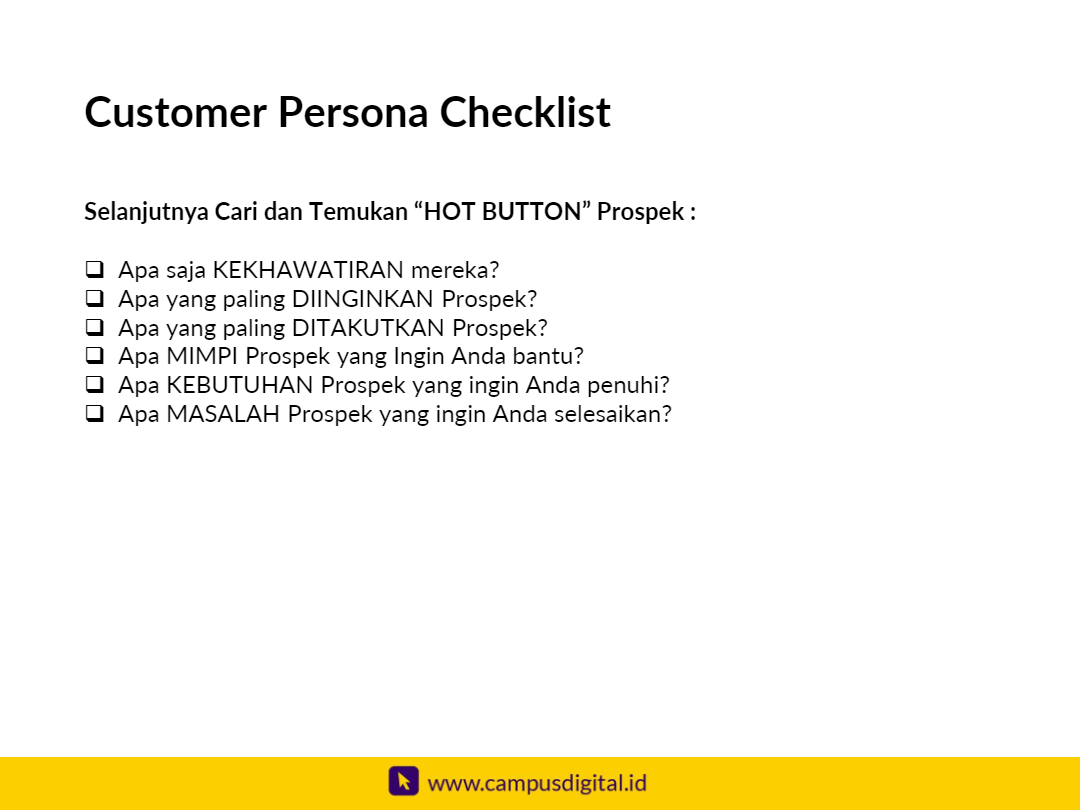 Customer Persona Checklist
Selanjutnya Cari dan Temukan “HOT BUTTON” Prospek :
❑ Apa saja KEKHAWATIRAN mereka?
❑ Apa yang paling DIINGINKAN Prospek?
❑ Apa yang paling DITAKUTKAN Prospek?
❑ Apa MIMPI Prospek yang Ingin Anda bantu?
❑ Apa KEBUTUHAN Prospek yang ingin Anda penuhi?
❑ Apa MASALAH Prospek yang ingin Anda selesaikan?
www.campusdigital.id